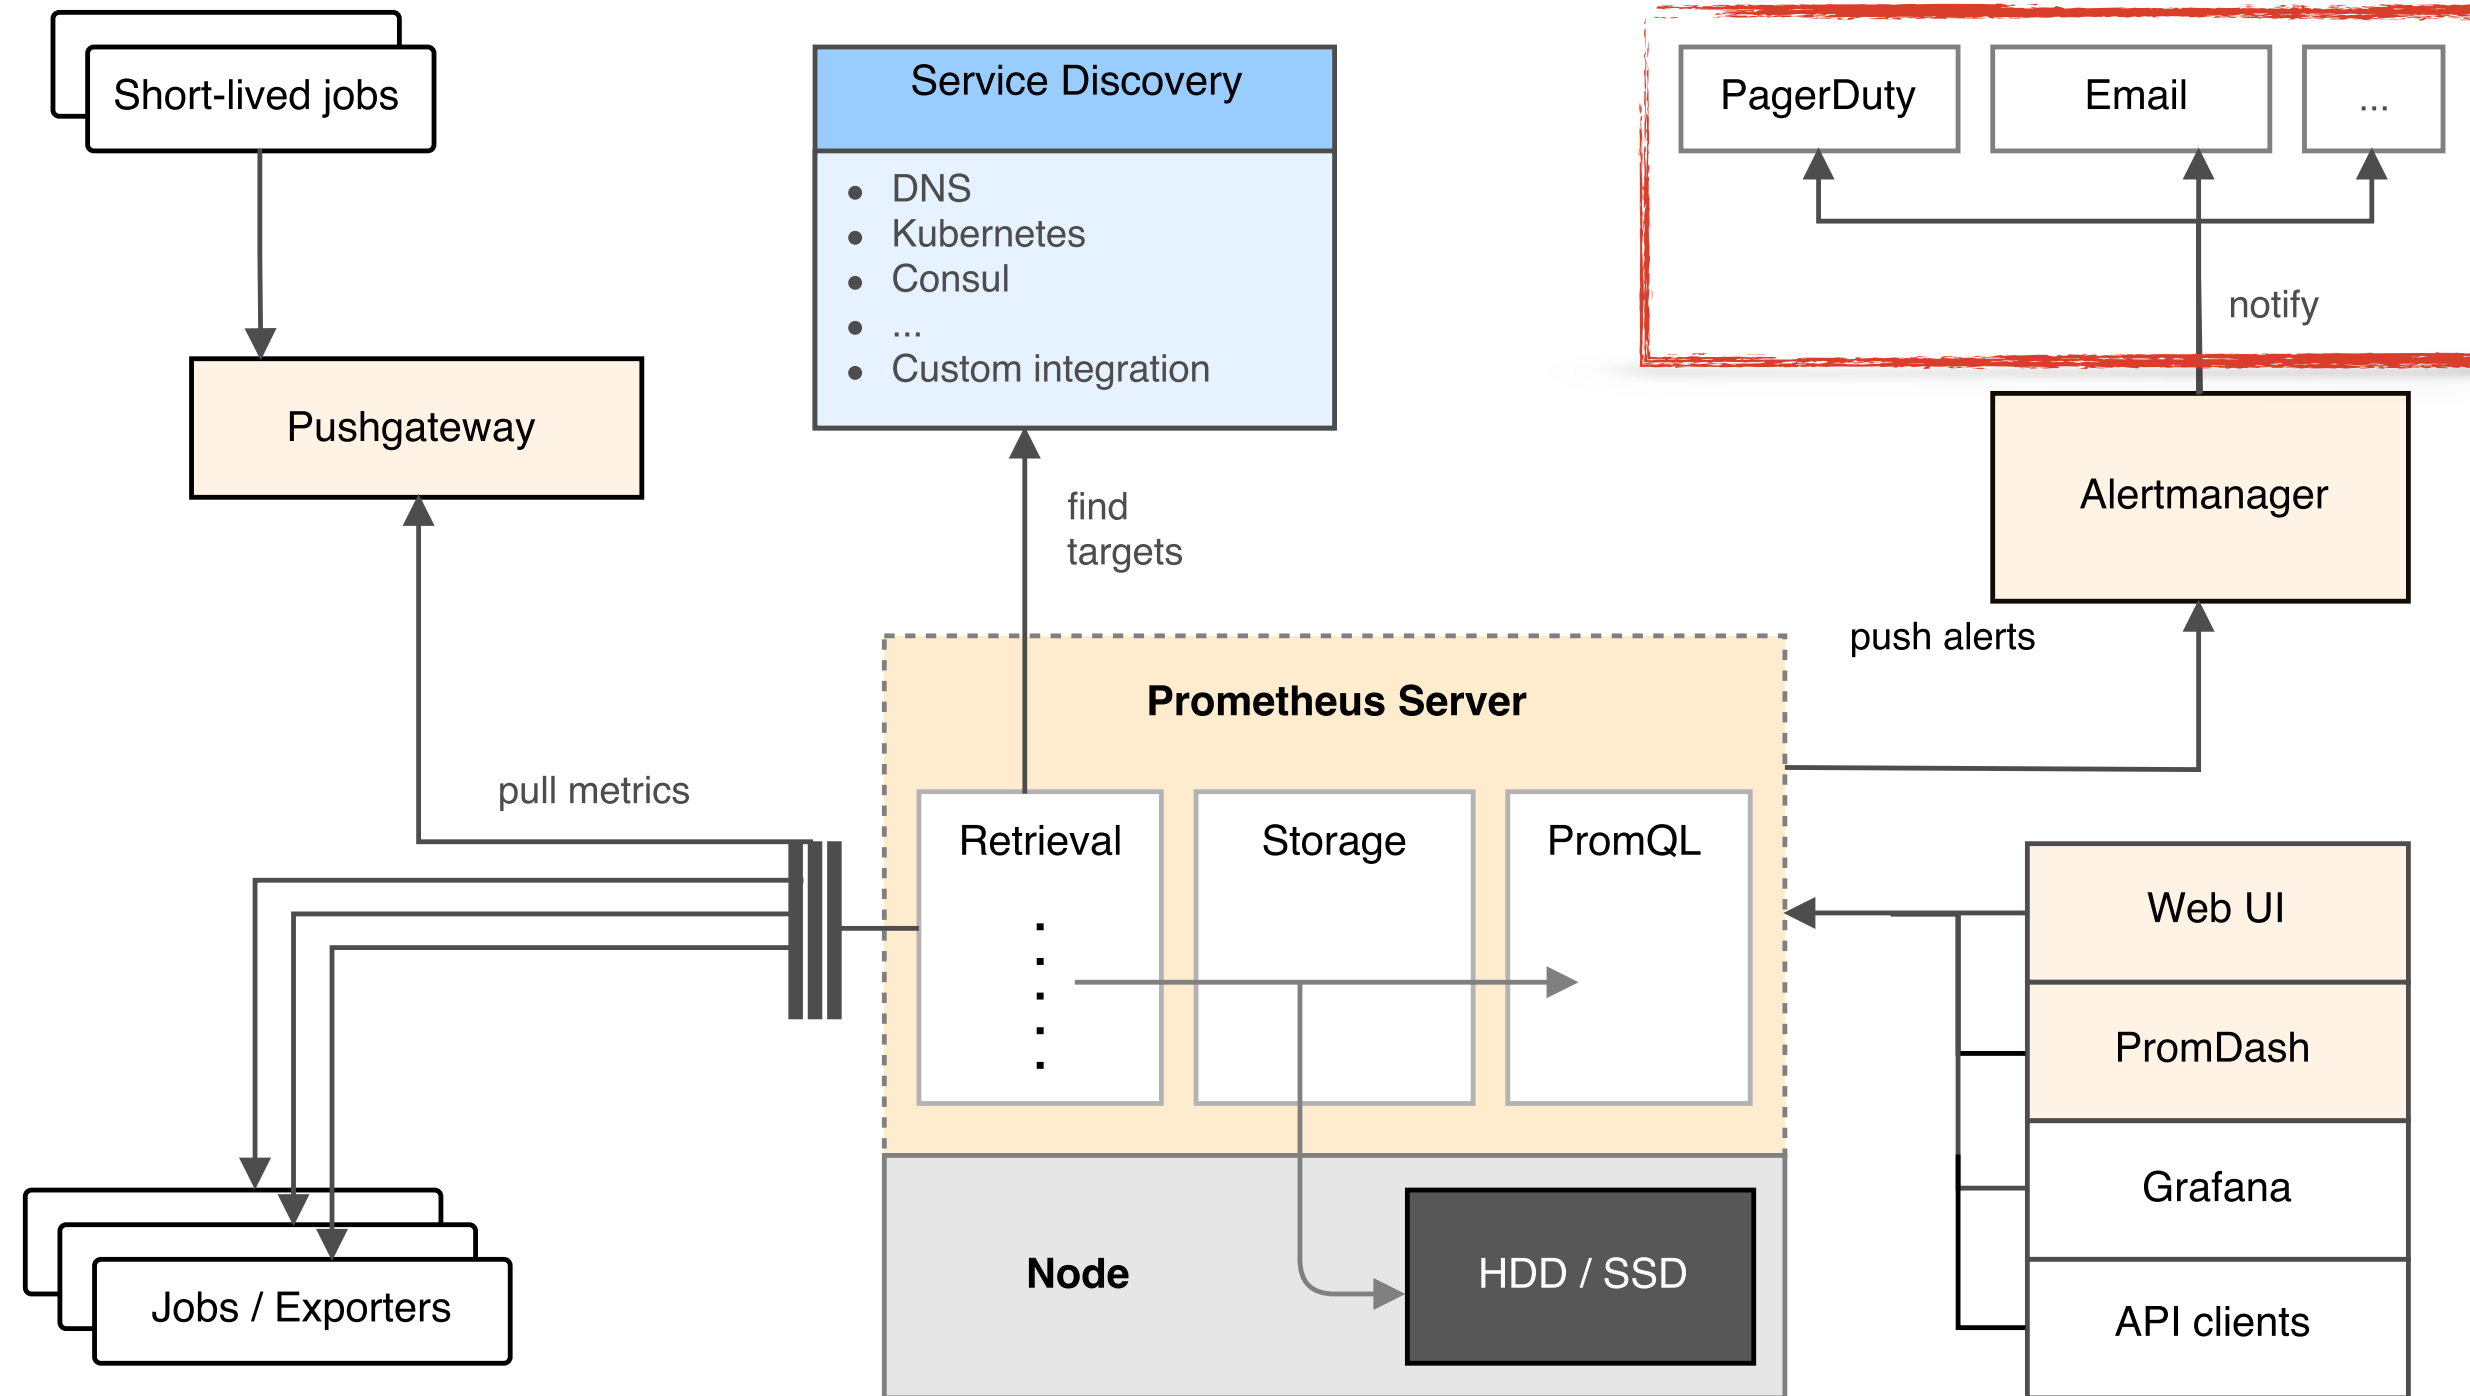 Short-lived jobs
Service Discovery
PagerDuty
Email
...
DNS
Kubernetes
Consul
...
Custom integration
notify
Pushgateway
Alertmanager
find
targets
push alerts
Prometheus Server
pull metrics
Retrieval
Storage
PromQL
Web UI
PromDash
Grafana
API clients
Node
HDD / SSD
Jobs / Exporters